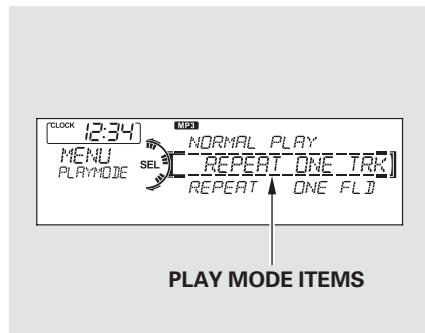 CLOCK 12:34
MP3
NORMAL PLAY
MENU
PLAYMODE
SEL
REPEAT ONE TRK
REPEAT ONE FLD
PLAY MODE ITEMS